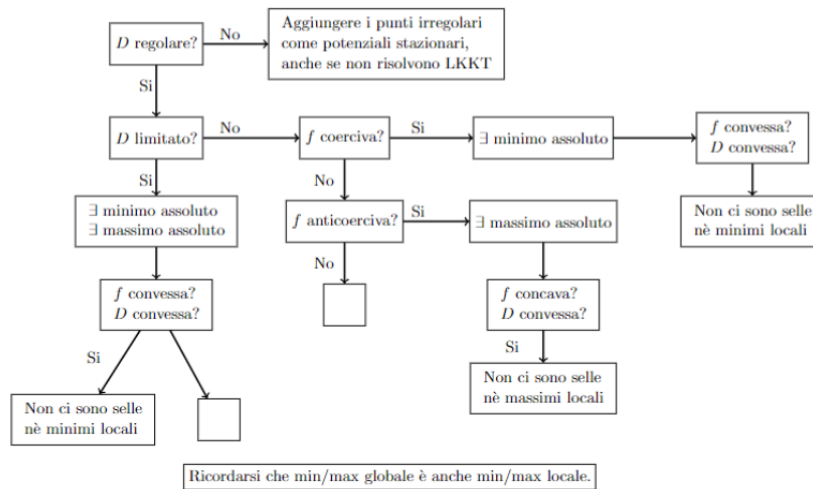 D regolare?
No
Aggiungere i punti irregolari
come potenziali stazionari,
anche se non risolvono LKKT
Si
D limitato?
No
f coerciva?
Si
∃ minimo assoluto
f convessa?
D convessa?
Si
No
∃ minimo assoluto
∃ massimo assoluto
f anticoerciva?
Si
∃ massimo assoluto
Non ci sono selle
nè minimi locali
No
f convessa?
D convessa?
f concava?
D convessa?
Si
Si
Non ci sono selle
nè minimi locali
Non ci sono selle
nè massimi locali
Ricordarsi che min/max globale è anche min/max locale.